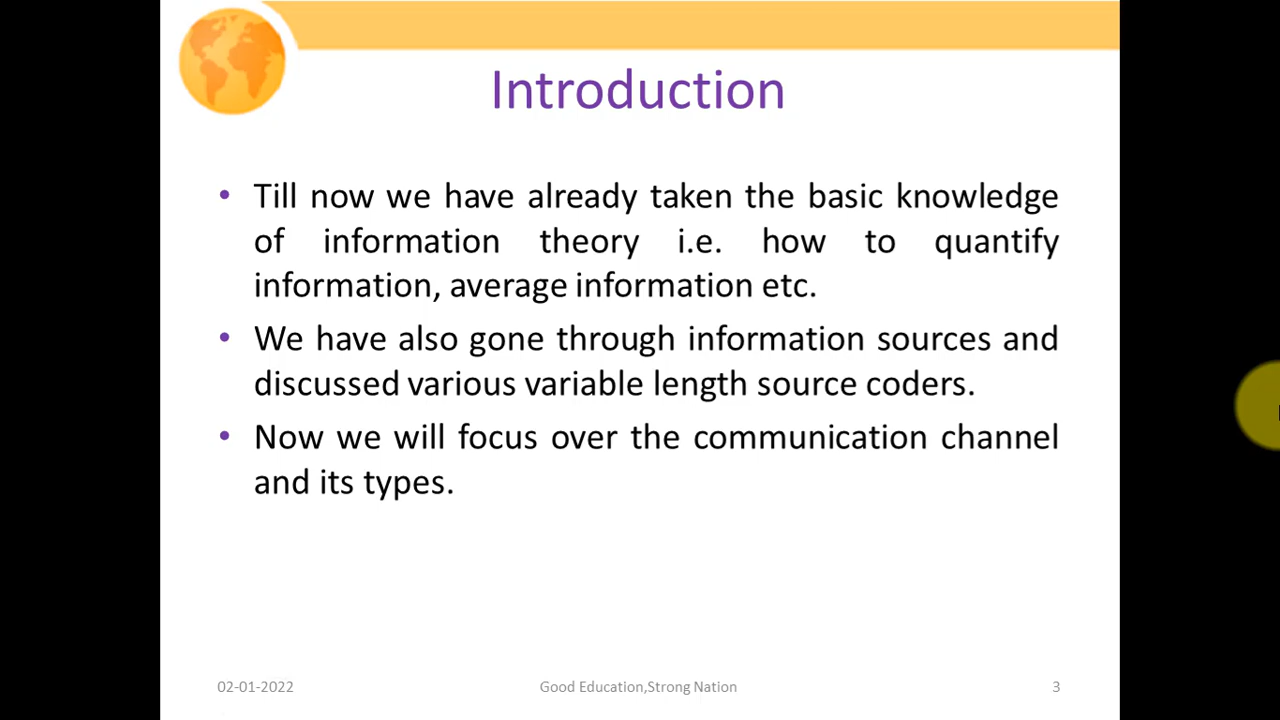 Introduction
• Till now we have already taken the basic knowledge
of information theory i.e. how to quantify
information, average information etc.
• We have also gone through information sources and
discussed various variable length source coders.
• Now we will focus over the communication channel
and its types.
02-01-2022
Good Education,Strong Nation
3